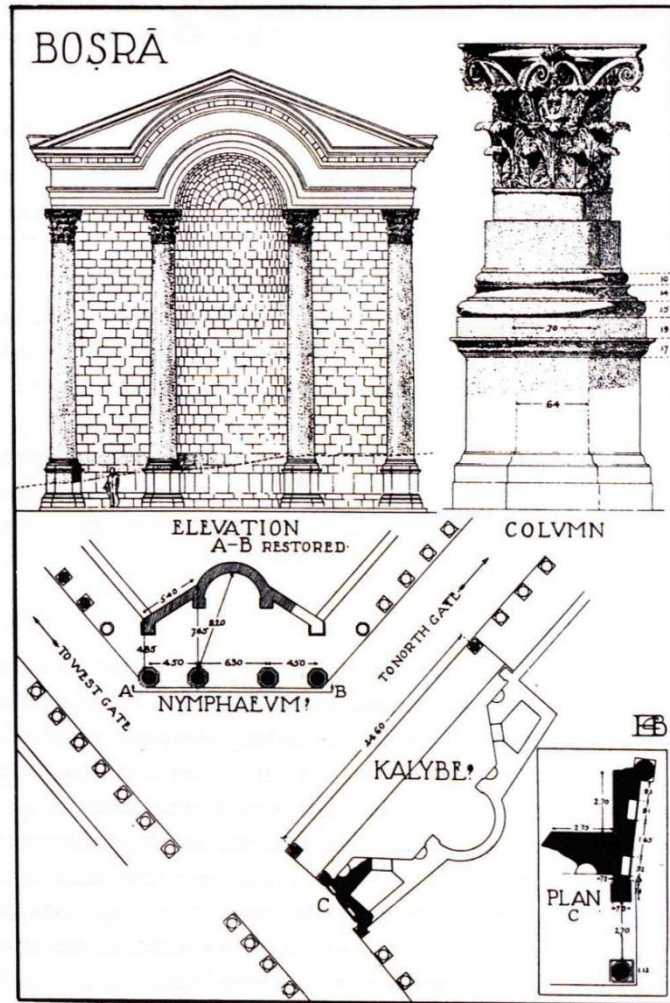 BOṢRĀ
70
64
ELEVATION
A-B RESTORED·
COLVMN
5.40
7.65
8.20
4.85
4.50
6.30
4.50
A
B
NYMPHAEVM?
TO WEST GATE
TO NORTH GATE
KALYBE?
C
2.70
2.75
PLAN
C
2.70
1.12